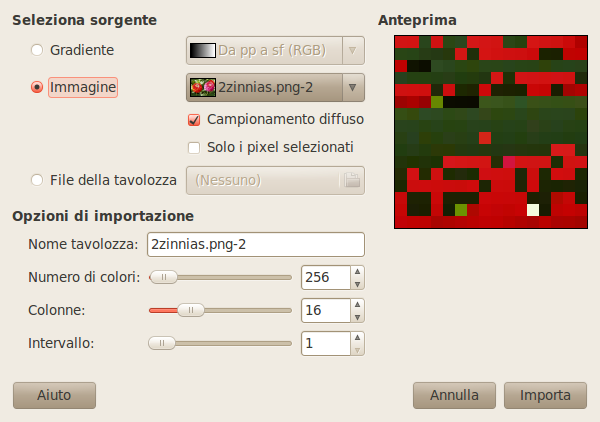 Seleziona sorgente
Gradiente
Da pp a sf (RGB)
Immagine
2zinnias.png-2
Campionamento diffuso
Solo i pixel selezionati
File della tavolozza
(Nessuno)
Opzioni di importazione
Nome tavolozza:
2zinnias.png-2
Numero di colori:
256
Colonne:
16
Intervallo:
1
Anteprima
Aiuto
Annulla
Importa